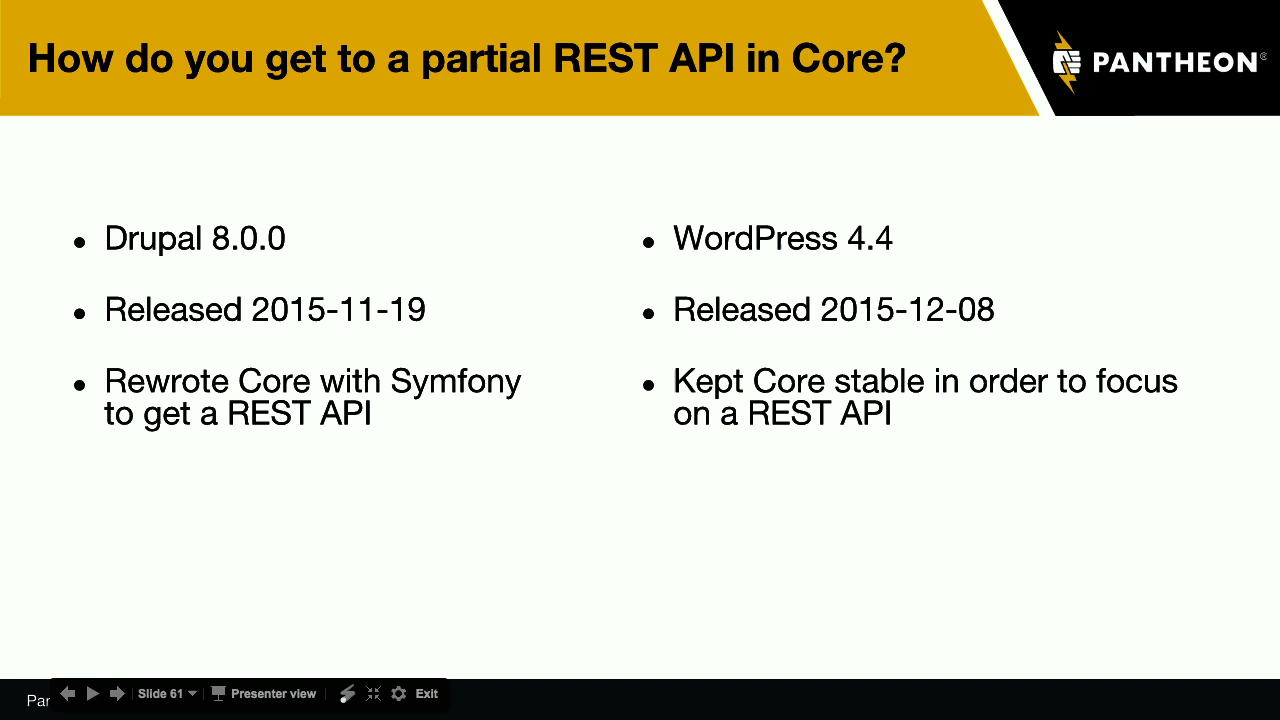 How do you get to a partial REST API in Core?
PANTHEON®
• Drupal 8.0.0
• Released 2015-11-19
• Rewrote Core with Symfony
to get a REST API
• WordPress 4.4
• Released 2015-12-08
• Kept Core stable in order to focus
on a REST API
Par
Slide 61
Presenter view
Exit